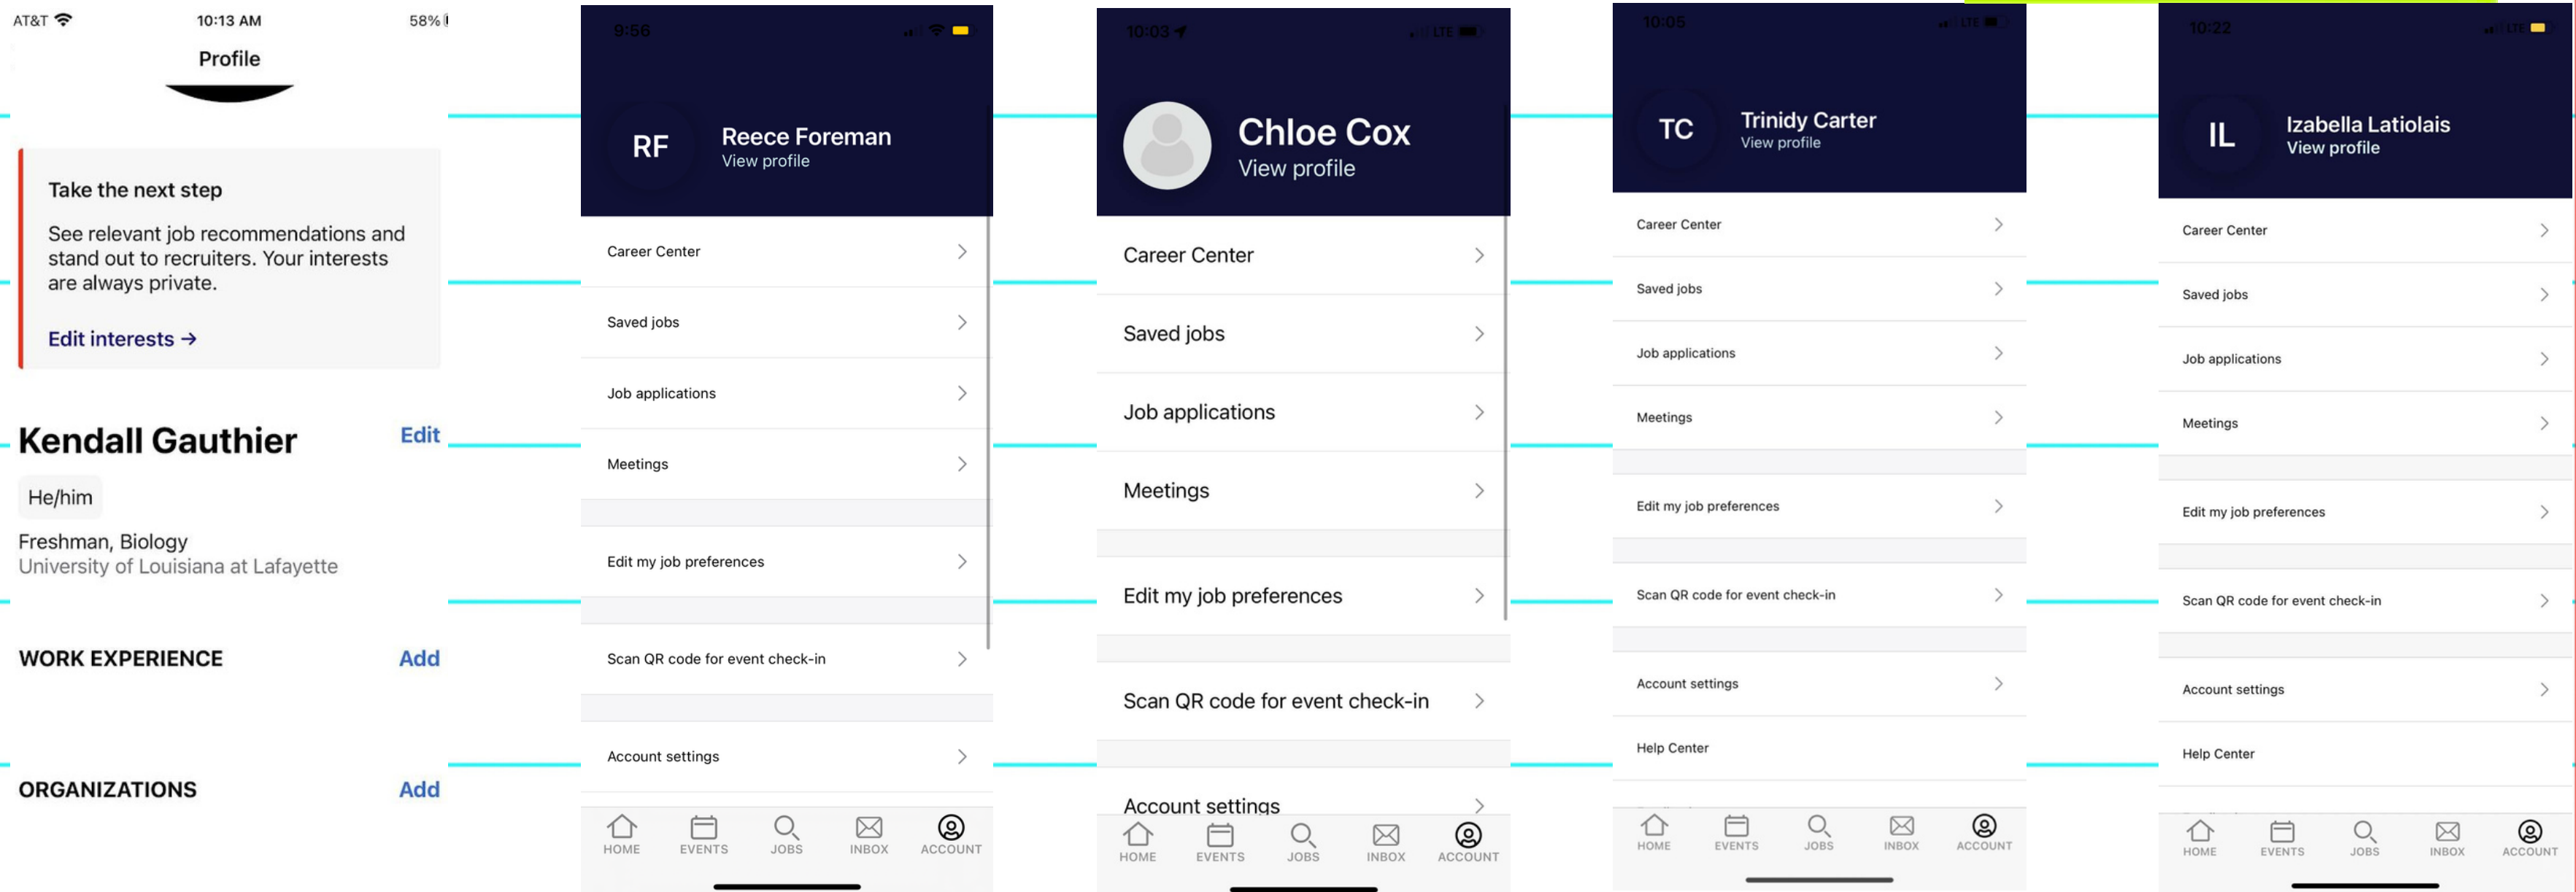 AT&T 10:13 AM 58%
Profile
Take the next step
See relevant job recommendations and
stand out to recruiters. Your interests
are always private.
Edit interests →
Kendall Gauthier Edit
He/him
Freshman, Biology
University of Louisiana at Lafayette
WORK EXPERIENCE Add
ORGANIZATIONS Add
9:56
RF
Reece Foreman
View profile
Career Center
Saved jobs
Job applications
Meetings
Edit my job preferences
Scan QR code for event check-in
Account settings
HOME EVENTS JOBS INBOX ACCOUNT
10:03 LTE
Chloe Cox
View profile
Career Center
Saved jobs
Job applications
Meetings
Edit my job preferences
Scan QR code for event check-in
Account settings
HOME EVENTS JOBS INBOX ACCOUNT
10:05 LTE
TC
Trinidy Carter
View profile
Career Center
Saved jobs
Job applications
Meetings
Edit my job preferences
Scan QR code for event check-in
Account settings
Help Center
HOME EVENTS JOBS INBOX ACCOUNT
10:22 LTE
IL
Izabella Latiolais
View profile
Career Center
Saved jobs
Job applications
Meetings
Edit my job preferences
Scan QR code for event check-in
Account settings
Help Center
HOME EVENTS JOBS INBOX ACCOUNT